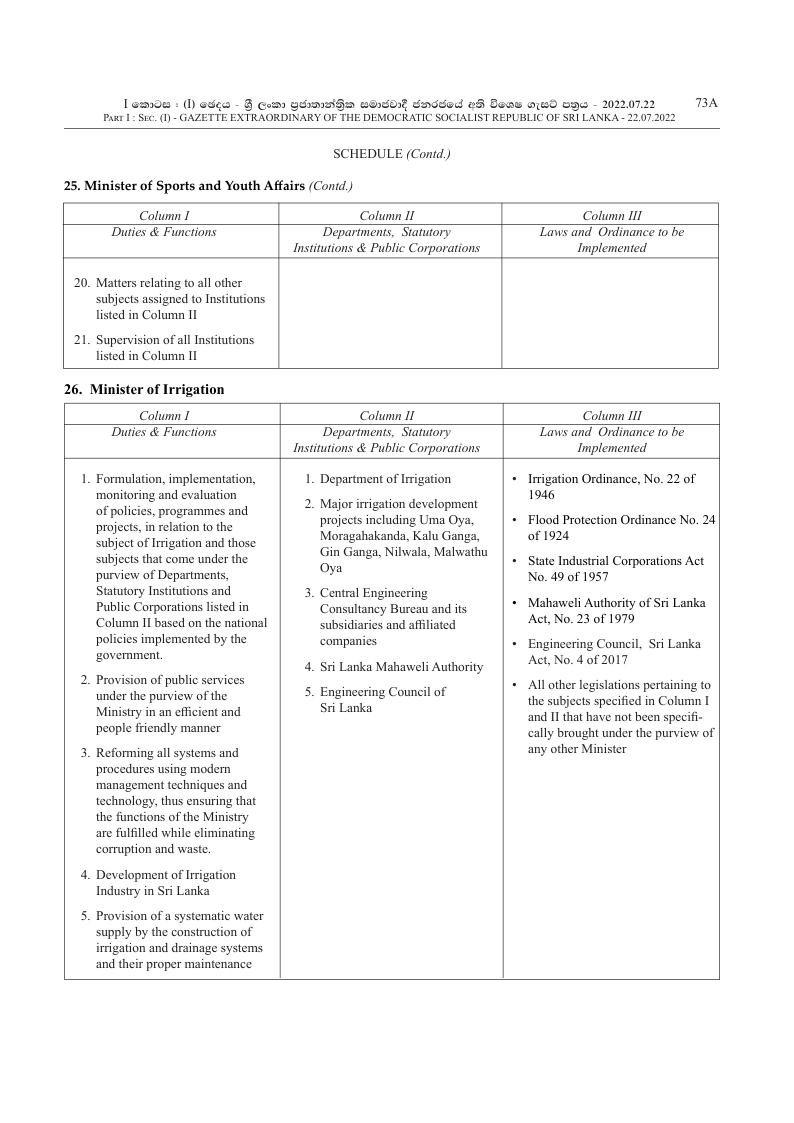 I කොටස : (I) ඡෙදය - ශ්‍රී ලංකා ප්‍රජාතාන්ත්‍රික සමාජවාදී ජනරජයේ අති විශෙෂ ගැසට් පත්‍රය - 2022.07.22
73A
PART I : SEC. (I) - GAZETTE EXTRAORDINARY OF THE DEMOCRATIC SOCIALIST REPUBLIC OF SRI LANKA - 22.07.2022
SCHEDULE (Contd.)
25. Minister of Sports and Youth Affairs (Contd.)
Column I
Column II
Column III
Duties & Functions
Departments, Statutory
Institutions & Public Corporations
Laws and Ordinance to be
Implemented
20. Matters relating to all other
subjects assigned to Institutions
listed in Column II
21. Supervision of all Institutions
listed in Column II
26. Minister of Irrigation
Column I
Column II
Column III
Duties & Functions
Departments, Statutory
Institutions & Public Corporations
Laws and Ordinance to be
Implemented
1. Formulation, implementation,
monitoring and evaluation
of policies, programmes and
projects, in relation to the
subject of Irrigation and those
subjects that come under the
purview of Departments,
Statutory Institutions and
Public Corporations listed in
Column II based on the national
policies implemented by the
government.
2. Provision of public services
under the purview of the
Ministry in an efficient and
people friendly manner
3. Reforming all systems and
procedures using modern
management techniques and
technology, thus ensuring that
the functions of the Ministry
are fulfilled while eliminating
corruption and waste.
4. Development of Irrigation
Industry in Sri Lanka
5. Provision of a systematic water
supply by the construction of
irrigation and drainage systems
and their proper maintenance
1. Department of Irrigation
2. Major irrigation development
projects including Uma Oya,
Moragahakanda, Kalu Ganga,
Gin Ganga, Nilwala, Malwathu
Oya
3. Central Engineering
Consultancy Bureau and its
subsidiaries and affiliated
companies
4. Sri Lanka Mahaweli Authority
5. Engineering Council of
Sri Lanka
• Irrigation Ordinance, No. 22 of
1946
• Flood Protection Ordinance No. 24
of 1924
• State Industrial Corporations Act
No. 49 of 1957
• Mahaweli Authority of Sri Lanka
Act, No. 23 of 1979
• Engineering Council, Sri Lanka
Act, No. 4 of 2017
• All other legislations pertaining to
the subjects specified in Column I
and II that have not been specifi-
cally brought under the purview of
any other Minister